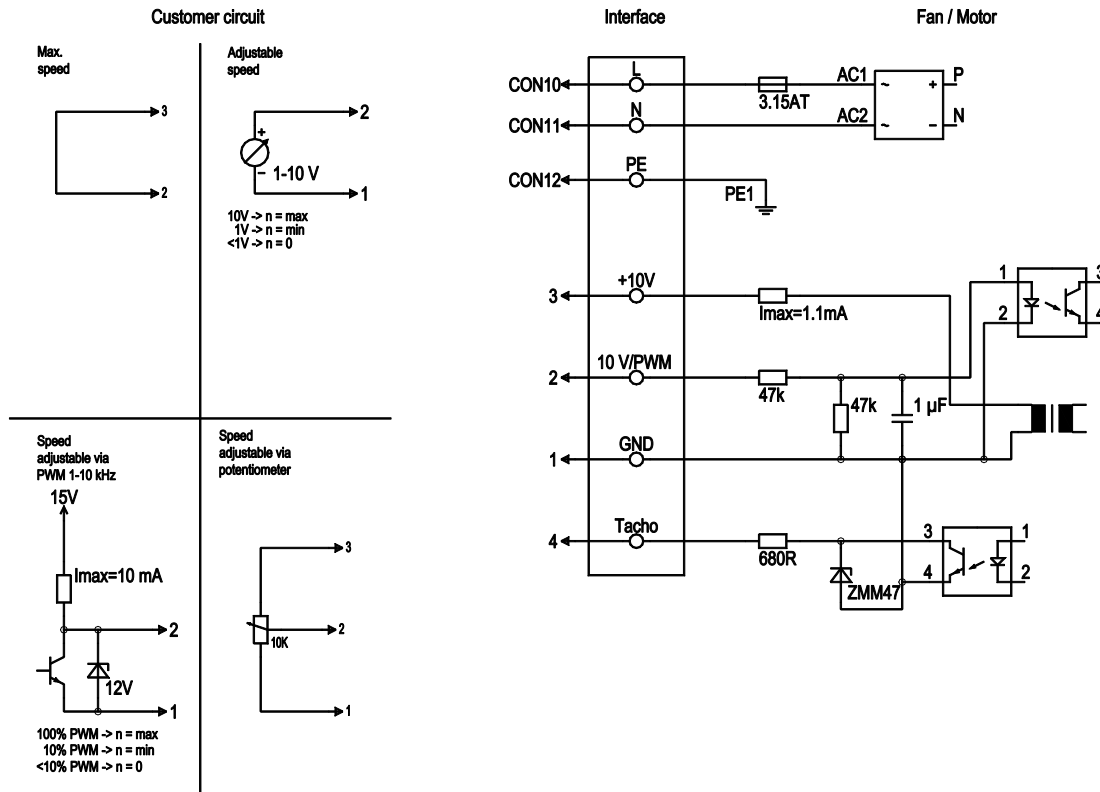 Customer circuit
Interface
Fan / Motor
Max.
speed
3
2
Adjustable
speed
2
+
– 1-10 V
1
10V -> n = max
1V -> n = min
<1V -> n = 0
Speed
adjustable via
PWM 1-10 kHz
15V
Imax=10 mA
2
12V
1
100% PWM -> n = max
10% PWM -> n = min
<10% PWM -> n = 0
Speed
adjustable via
potentiometer
3
2
10K
1
L
CON10
3.15AT
AC1
~ + P
N
CON11
AC2
~ – N
PE
CON12
PE1
+10V
3
Imax=1.1mA
1
2
3
4
10 V/PWM
2
47k
47k
1 µF
GND
1
Tacho
4
680R
ZMM47
3
4
1
2